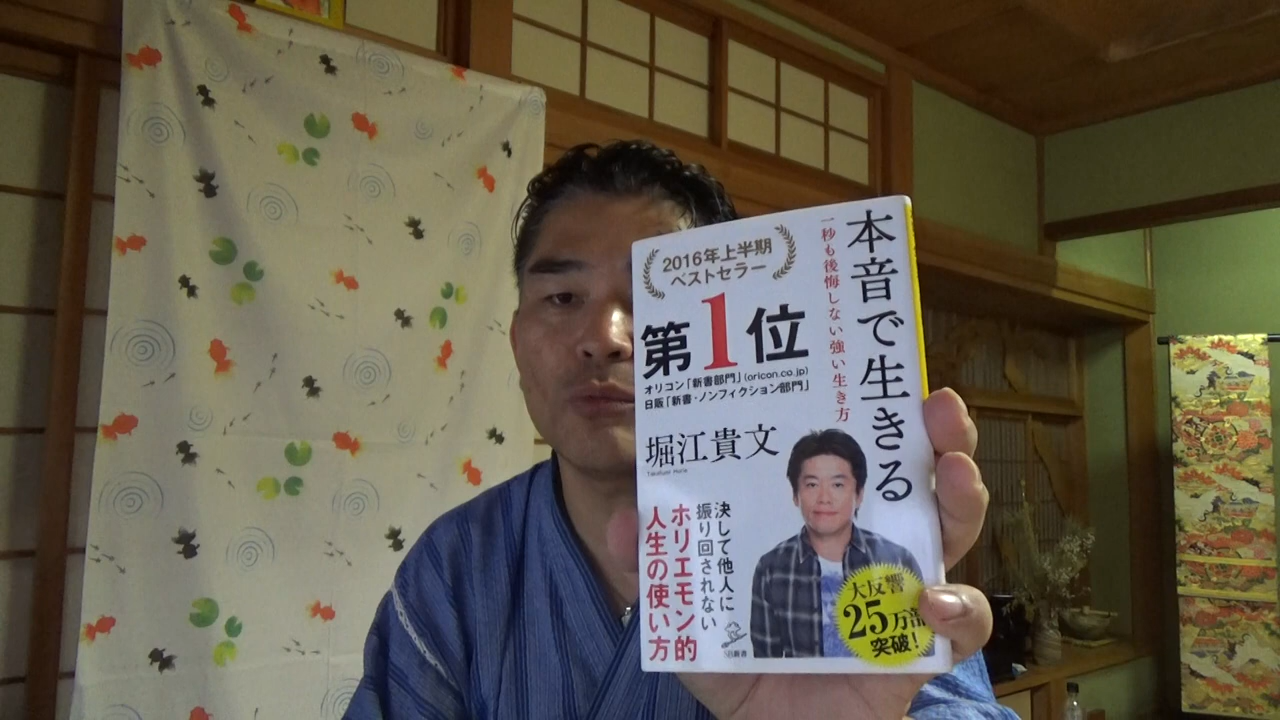 本音で生きる
一秒も後悔しない強い生き方
2016年上半期
ベストセラー
第1位
オリコン「新書部門」(oricon.co.jp)
日販「新書・ノンフィクション部門」
堀江貴文
Takafumi Horie
決して他人に
振り回されない
ホリエモン的
人生の使い方
SB新書
大反響
25万部
突破!